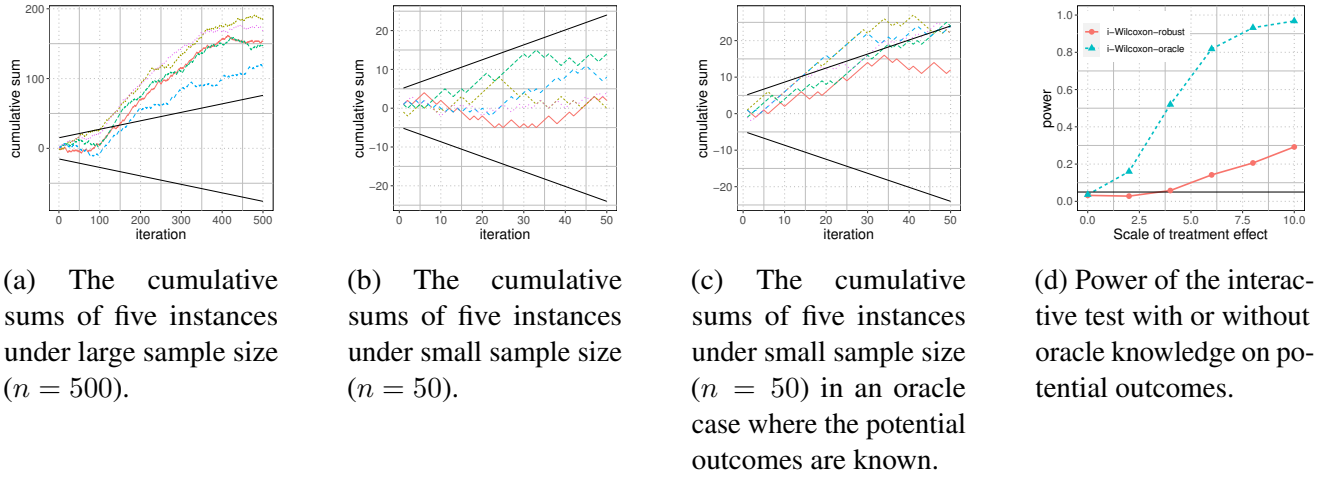 200
100
0
0
100
200
300
400
500
cumulative sum
iteration
20
10
0
−10
−20
0
10
20
30
40
50
cumulative sum
iteration
20
10
0
−10
−20
0
10
20
30
40
50
cumulative sum
iteration
1.0
0.8
0.6
0.4
0.2
0.0
0.0
2.5
5.0
7.5
10.0
power
Scale of treatment effect
i−Wilcoxon−robust
i−Wilcoxon−oracle
(a) The cumulative
sums of five instances
under large sample size
(n = 500).
(b) The cumulative
sums of five instances
under small sample size
(n = 50).
(c) The cumulative
sums of five instances
under small sample size
(n = 50) in an oracle
case where the potential
outcomes are known.
(d) Power of the interac-
tive test with or without
oracle knowledge on po-
tential outcomes.